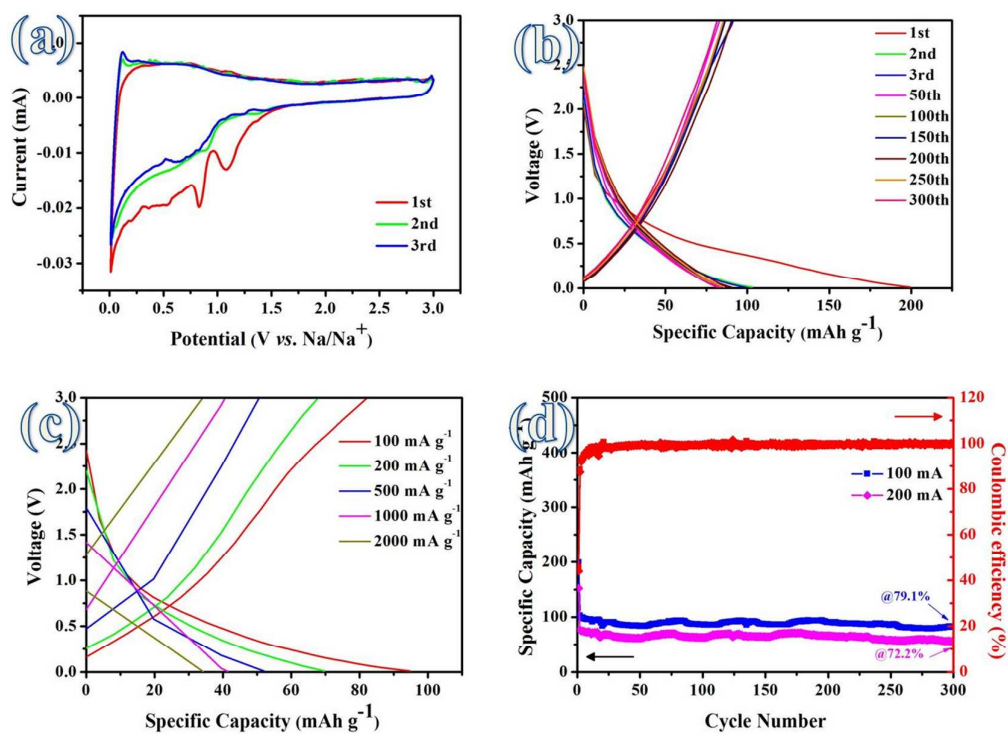 (a)
0.00
-0.01
-0.02
-0.03
Current (mA)
0.0 0.5 1.0 1.5 2.0 2.5 3.0
Potential (V vs. Na/Na+)
1st
2nd
3rd
(b)
3.0
2.5
2.0
1.5
1.0
0.5
0.0
Voltage (V)
0 50 100 150 200
Specific Capacity (mAh g-1)
1st
2nd
3rd
50th
100th
150th
200th
250th
300th
(c)
3.0
2.5
2.0
1.5
1.0
0.5
0.0
Voltage (V)
0 20 40 60 80 100
Specific Capacity (mAh g-1)
100 mA g-1
200 mA g-1
500 mA g-1
1000 mA g-1
2000 mA g-1
(d)
500
400
300
200
100
0
Specific Capacity (mAh g-1)
0 50 100 150 200 250 300
Cycle Number
100 mA
200 mA
@79.1%
@72.2%
120
100
80
60
40
20
0
Coulombic efficiency (%)